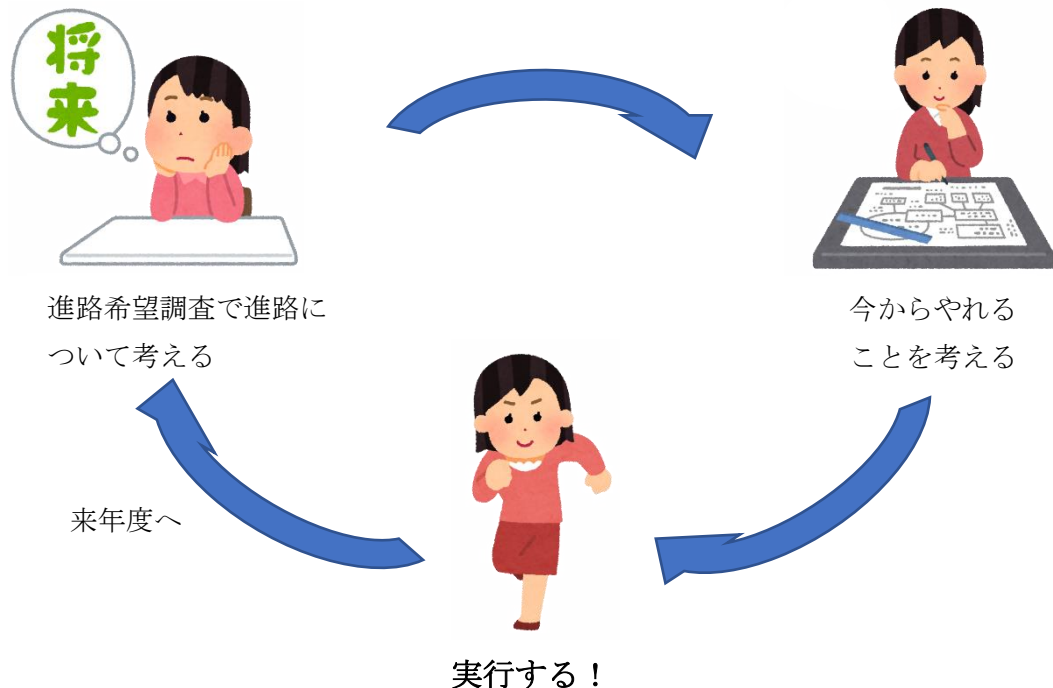 将来
進路希望調査で進路に
ついて考える
今からやれる
ことを考える
来年度へ
実行する！